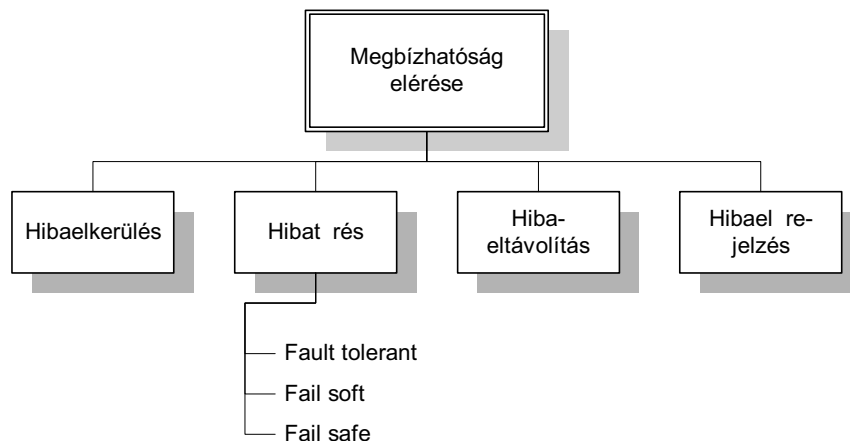 Megbízhatóság
elérése
Hibaelkerülés
Hibat rés
Hiba-
eltávolítás
Hibael re-
jelzés
Fault tolerant
Fail soft
Fail safe